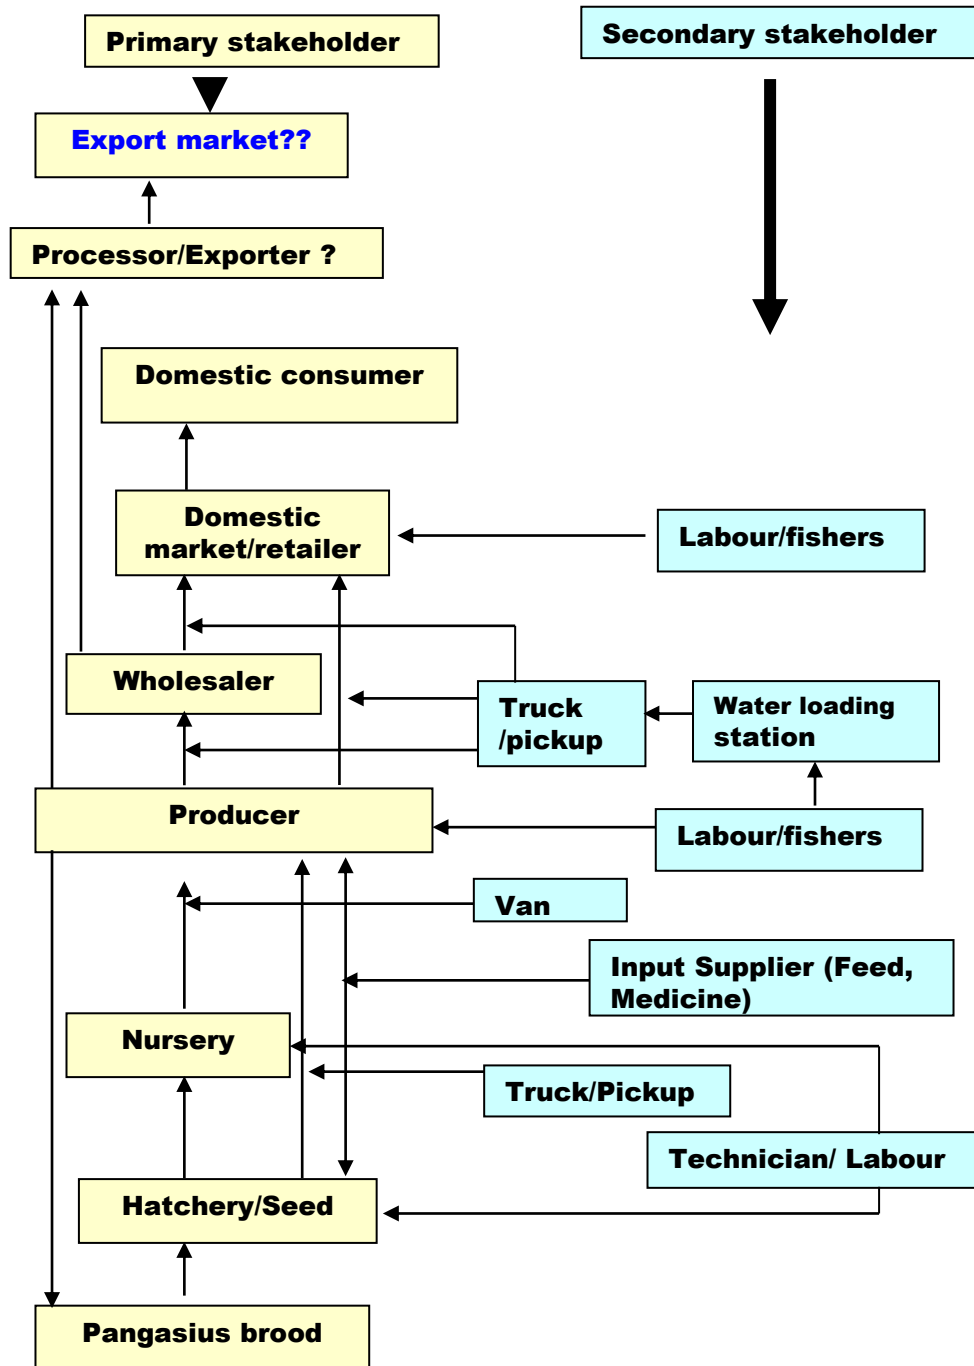 Primary stakeholder
Secondary stakeholder
Export market??
Processor/Exporter ?
Domestic consumer
Domestic
market/retailer
Labour/fishers
Wholesaler
Truck
/pickup
Water loading
station
Producer
Labour/fishers
Van
Input Supplier (Feed,
Medicine)
Nursery
Truck/Pickup
Technician/ Labour
Hatchery/Seed
Pangasius brood